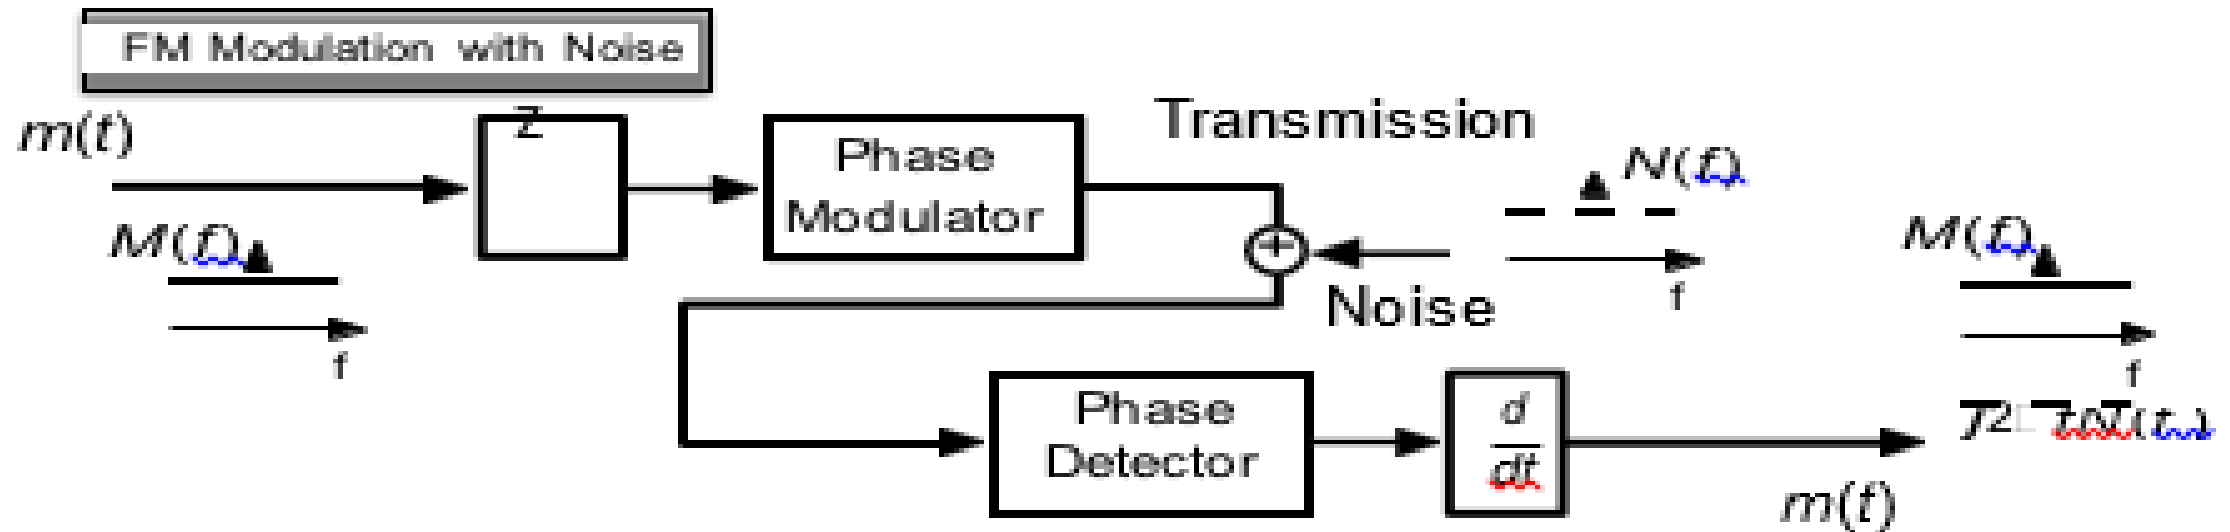 FM Modulation with Noise
m(t)
Z
Phase
Modulator
Transmission
N(f)
M(f)
f
+
Noise
f
M(f)
f
Phase
Detector
d
dt
m(t)